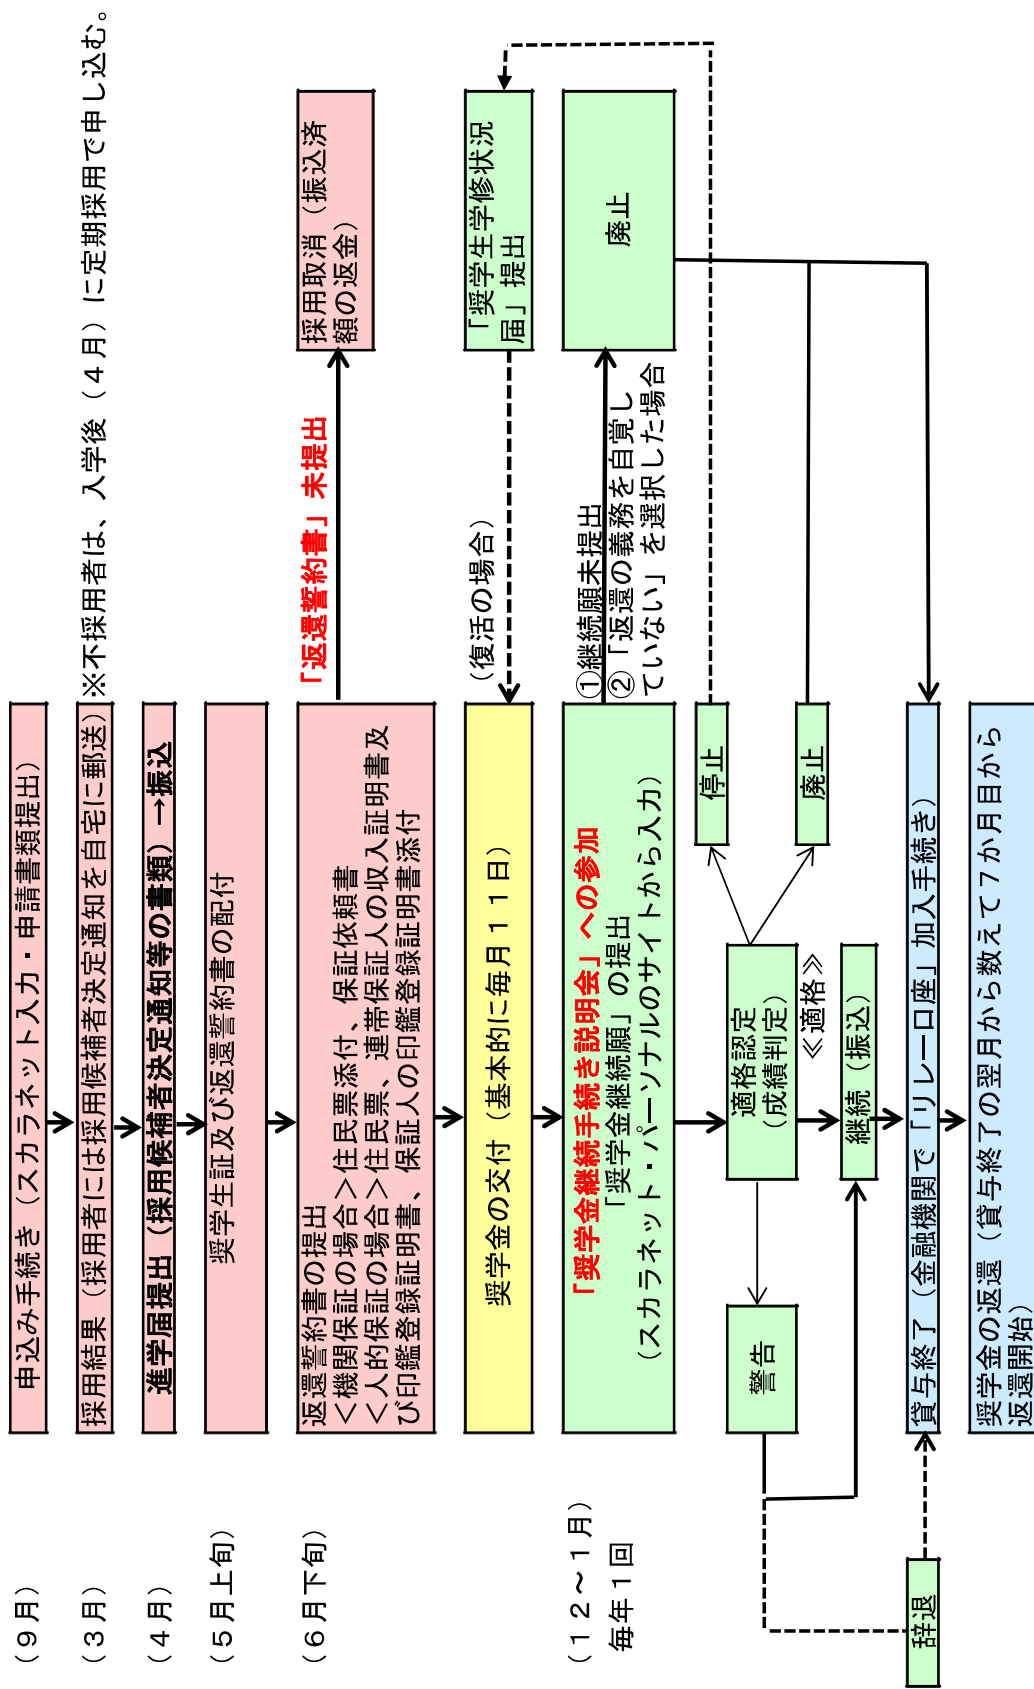 (９月)
申込み手続き（スカラネット入力・申請書類提出）
(３月)
採用結果（採用者には採用候補者決定通知を自宅に郵送）※不採用者は、入学後（４月）に定期採用で申し込む。
(４月)
進学届提出（採用候補者決定通知等の書類）→振込
(５月上旬)
奨学生証及び返還誓約書の配付
(６月下旬)
返還誓約書の提出
＜機関保証の場合＞住民票添付、保証依頼書
＜人的保証の場合＞住民票、連帯保証人の収入証明書及
び印鑑登録証明書、保証人の印鑑登録証明書添付
「返還誓約書」未提出
採用取消（振込済
額の返金）
奨学金の交付（基本的に毎月１１日）
（復活の場合）
「奨学生学修状況
届」提出
(１２～１月)
毎年１回
「奨学金継続手続き説明会」への参加
「奨学金継続願」の提出
（スカラネット・パーソナルのサイトから入力）
①継続願未提出
②「返還の義務を自覚し
ていない」を選択した場合
廃止
停止
警告
適格認定
（成績判定）
廃止
≪適格≫
継続（振込）
辞退
貸与終了（金融機関で「リレー口座」加入手続き）
奨学金の返還（貸与終了の翌月から数えて７か月目から
返還開始）